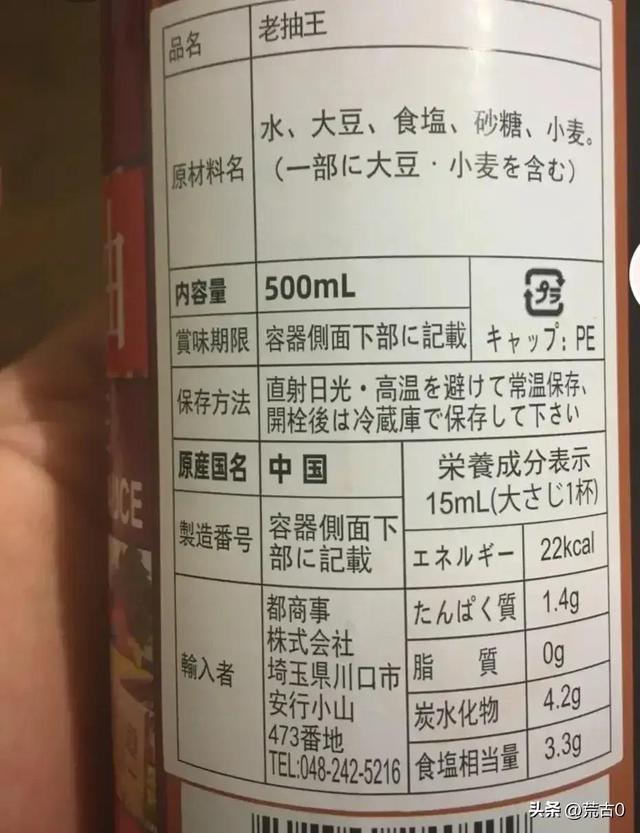 品名
老抽王
原材料名
水、大豆、食塩、砂糖、小麦。
（一部に大豆・小麦を含む）
内容量
500mL
プラ
キャップ: PE
賞味期限
容器側面下部に記載
保存方法
直射日光・高温を避けて常温保存、
開栓後は冷蔵庫で保存して下さい
原産国名
中国
製造番号
容器側面下
部に記載
栄養成分表示
15mL(大さじ1杯)
エネルギー
22kcal
たんぱく質
1.4g
脂質
0g
炭水化物
4.2g
食塩相当量
3.3g
輸入者
都商事
株式会社
埼玉県川口市
安行小山
473番地
TEL:048-242-5216
抽
UCE
头条 @荒古0